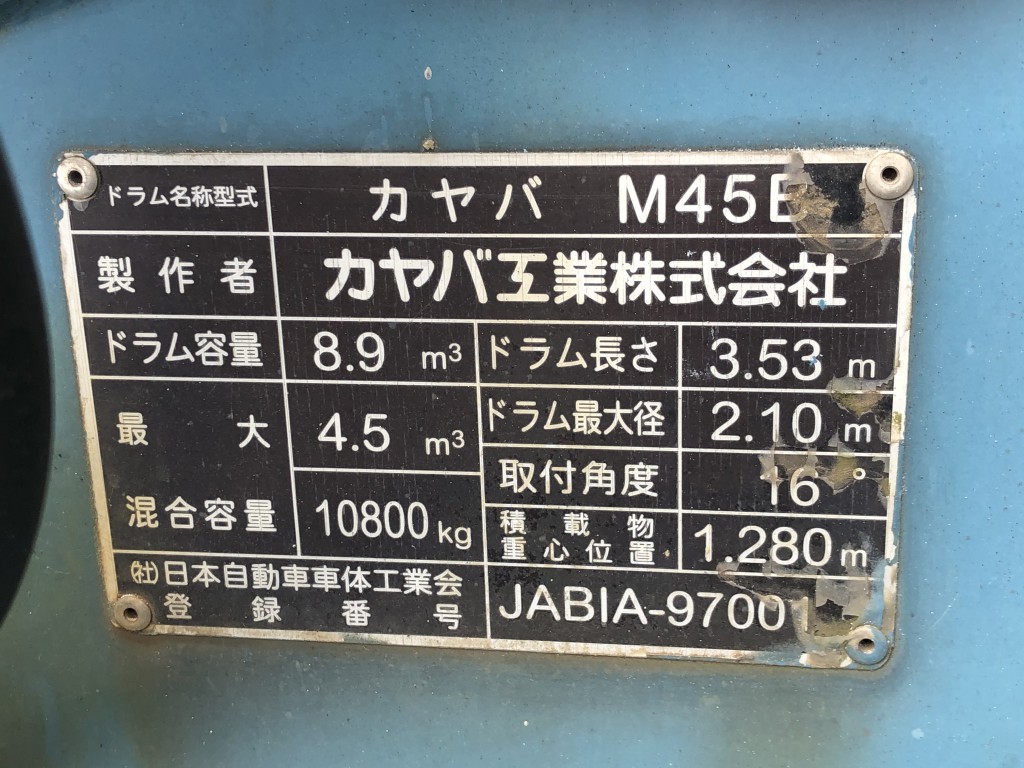 ドラム名称型式 カヤバ M45
製作者 カヤバ工業株式会社
ドラム容量 8.9 m³ ドラム長さ 3.53 m
最大 4.5 m³ ドラム最大径 2.10 m
混合容量 10800 kg 取付角度 16°
積載物
重心位置 1.280 m
(社)日本自動車車体工業会
登録番号 JABIA-9700